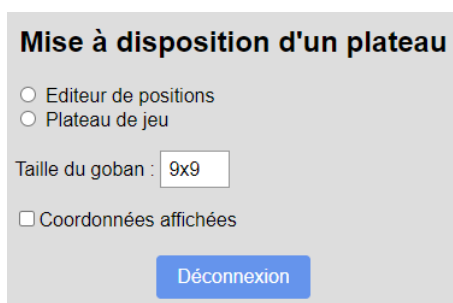 Mise à disposition d'un plateau
Editeur de positions
Plateau de jeu
Taille du goban : 9x9
Coordonnées affichées
Déconnexion